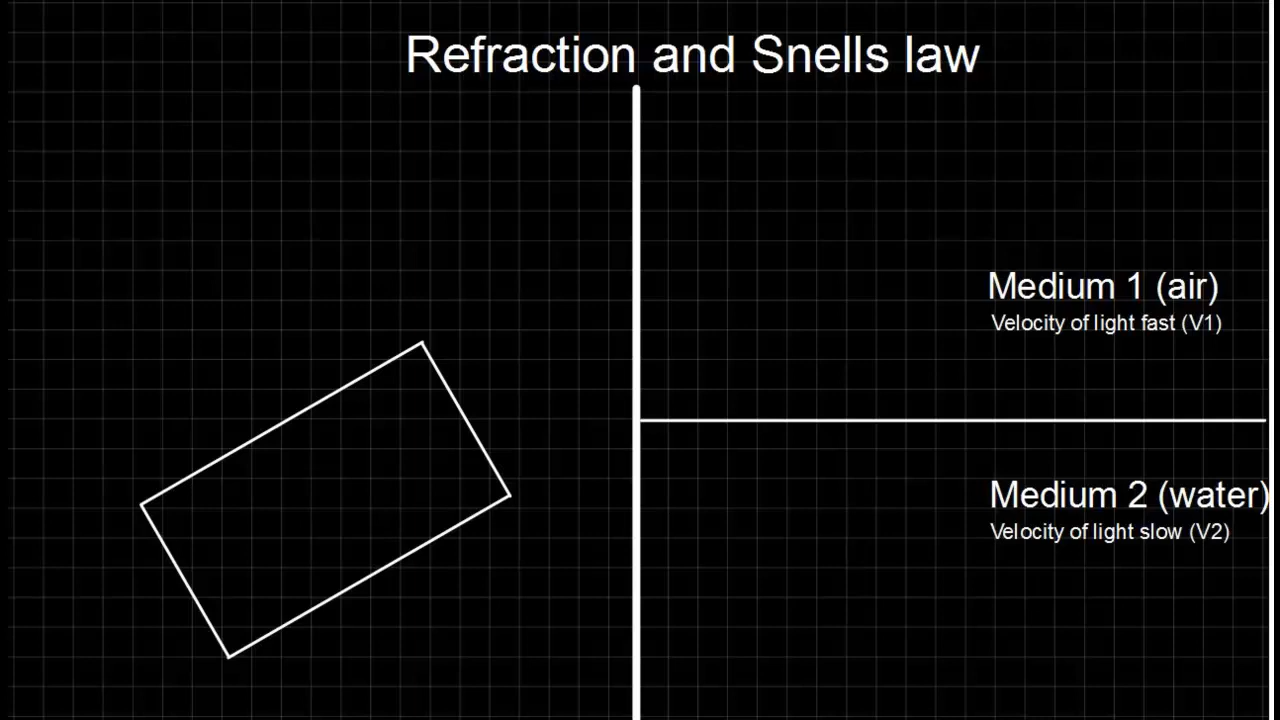 Refraction and Snells law
Medium 1 (air)
Velocity of light fast (V1)
Medium 2 (water)
Velocity of light slow (V2)